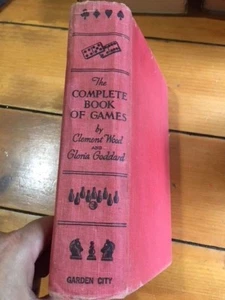 The
COMPLETE
BOOK
OF GAMES
by
Clement Wood
AND
Gloria Goddard
GARDEN CITY